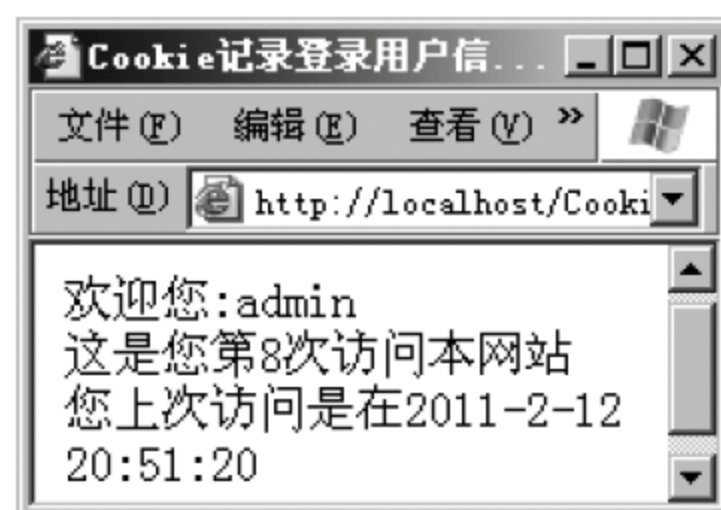 Cookie记录登录用户信...
文件(F) 编辑(E) 查看(V) »
地址(D) http://localhost/Cooki
欢迎您:admin
这是您第8次访问本网站
您上次访问是在2011-2-12
20:51:20